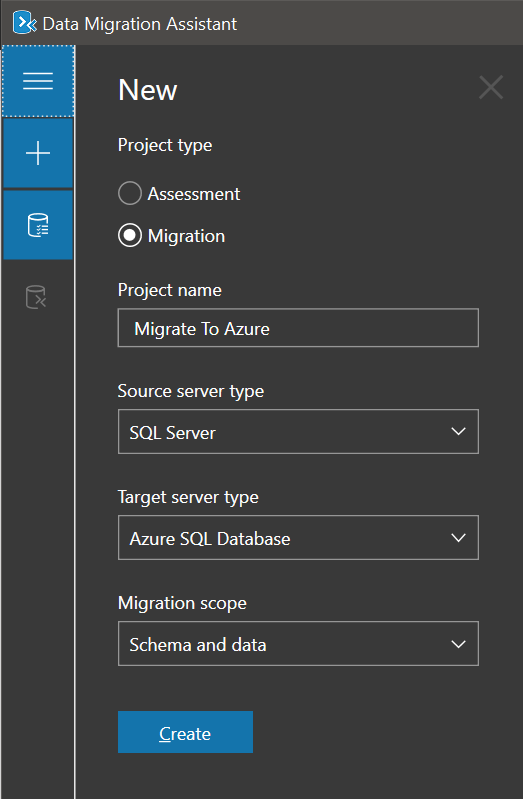 Data Migration Assistant
New
Project type
Assessment
Migration
Project name
Migrate To Azure
Source server type
SQL Server
Target server type
Azure SQL Database
Migration scope
Schema and data
Create